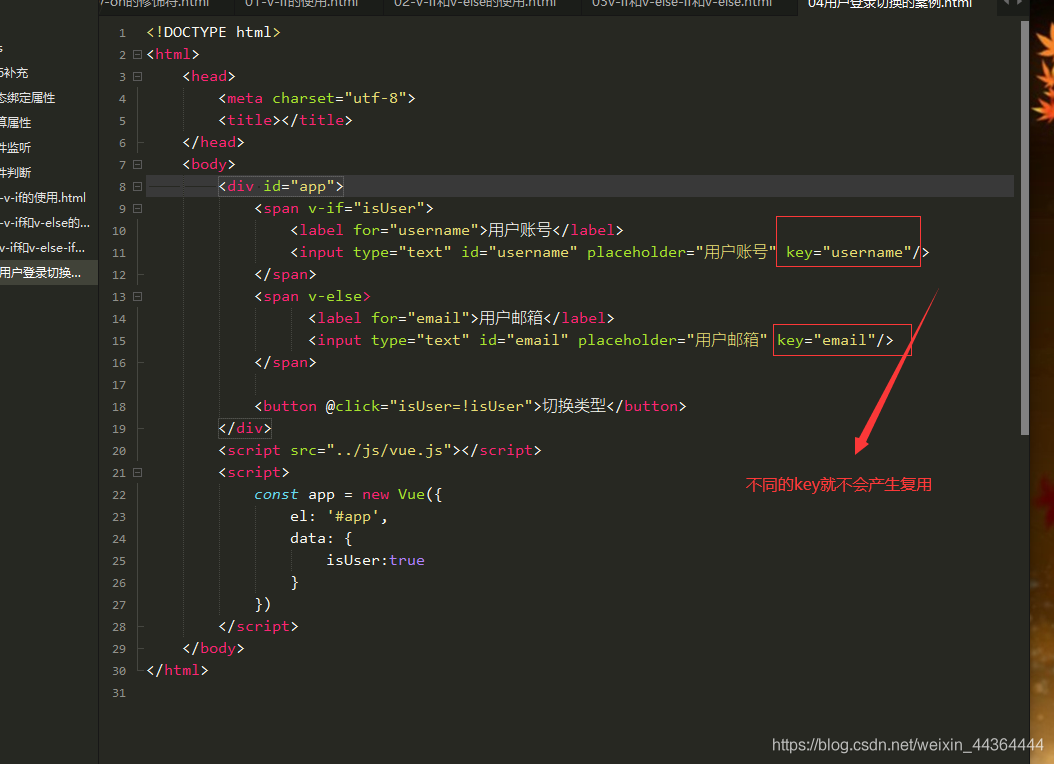 v-on的修饰符.html 01-v-if的使用.html 02-v-if和v-else的使用.html 03v-if和v-else-if和v-else.html 04用户登录切换的案例.html
s
补充
态绑定属性
算属性
件监听
件判断
-v-if的使用.html
-v-if和v-else的...
v-if和v-else-if...
用户登录切换...
1 <!DOCTYPE html>
2 <html>
3 <head>
4 <meta charset="utf-8">
5 <title></title>
6 </head>
7 <body>
8 <div id="app">
9 <span v-if="isUser">
10 <label for="username">用户账号</label>
11 <input type="text" id="username" placeholder="用户账号" key="username"/>
12 </span>
13 <span v-else>
14 <label for="email">用户邮箱</label>
15 <input type="text" id="email" placeholder="用户邮箱" key="email"/>
16 </span>
17
18 <button @click="isUser=!isUser">切换类型</button>
19 </div>
20 <script src="../js/vue.js"></script>
21 <script>
22 const app = new Vue({
23 el: '#app',
24 data: {
25 isUser:true
26 }
27 })
28 </script>
29 </body>
30 </html>
31
不同的key就不会产生复用
https://blog.csdn.net/weixin_44364444